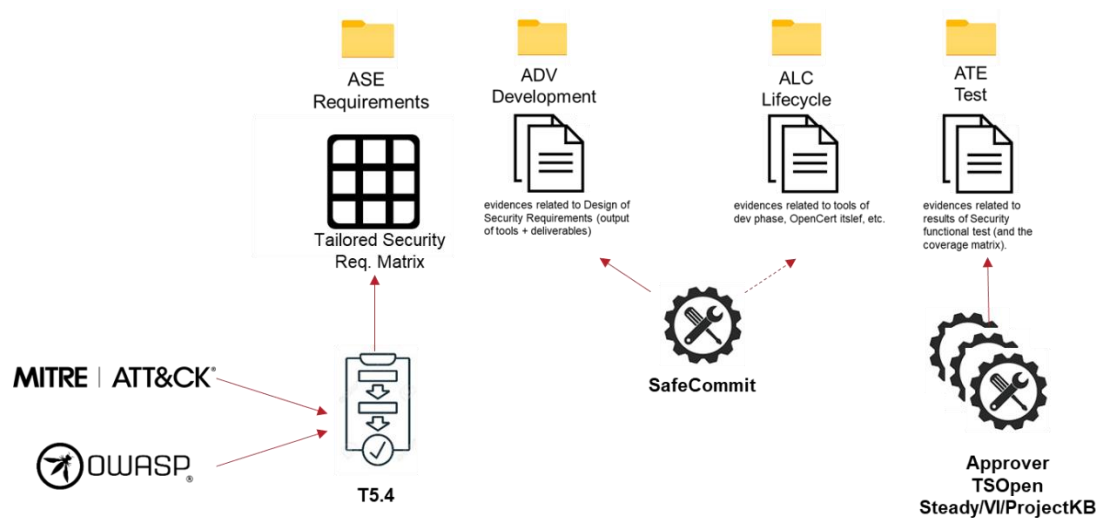 ASE
Requirements
ADV
Development
ALC
Lifecycle
ATE
Test
evidences related to Design of
Security Requirements (output
of tools + deliverables)
evidences related to tools of
dev phase, OpenCert itslef, etc.
evidences related to
results of Security
functional test (and the
coverage matrix).
Tailored Security
Req. Matrix
SafeCommit
MITRE | ATT&CK®
OWASP®
T5.4
Approver
TSOpen
Steady/VI/ProjectKB